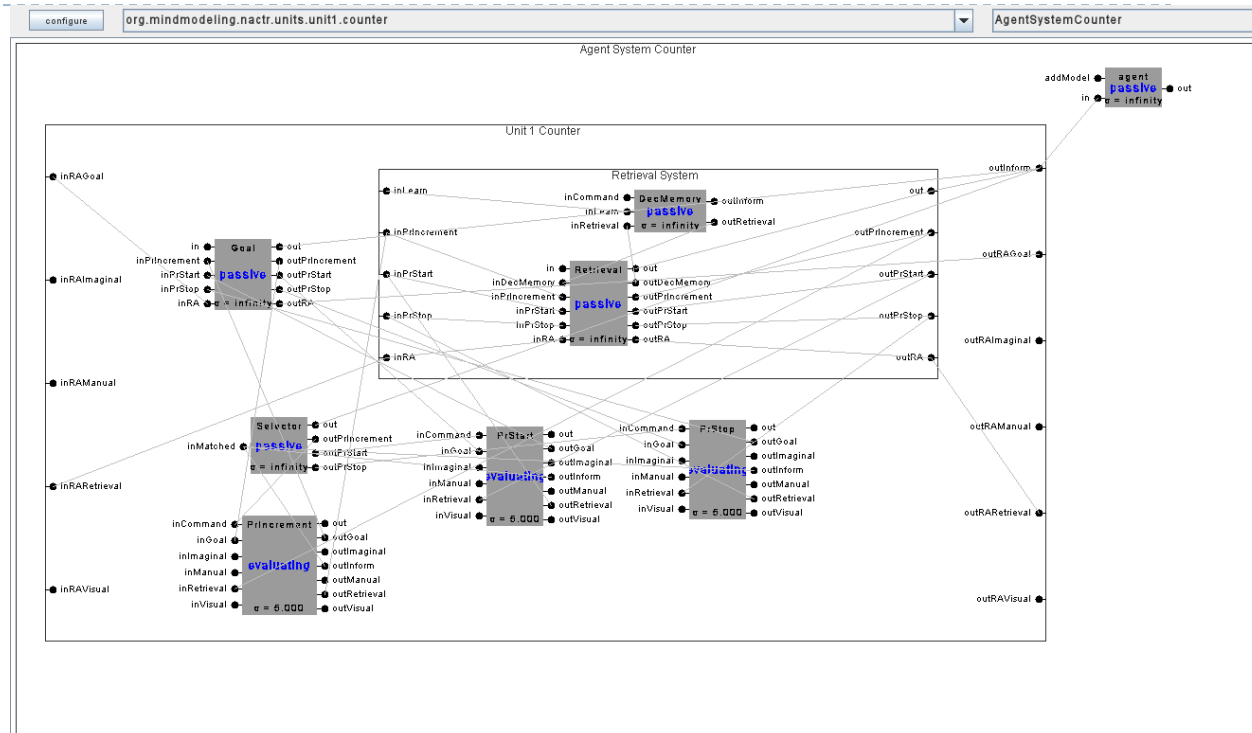 configure
org.mindmodeling.nactr.units.unit1.counter
AgentSystemCounter
Agent System Counter
addModel
in
agent
passive
σ = infinity
out
Unit 1 Counter
inRAGoal
inRAImaginal
inRAManual
inRARetrieval
inRAVisual
outInform
outRAGoal
outRAImaginal
outRAManual
outRARetrieval
outRAVisual
Retrieval System
inLearn
inPrIncrement
inPrStart
inPrStop
inRA
out
outPrIncrement
outPrStart
outPrStop
outRA
inCommand
inLearn
inRetrieval
DecMemory
passive
σ = infinity
outInform
outRetrieval
in
inDecMemory
inPrIncrement
inPrStart
inPrStop
inRA
Retrieval
passive
σ = infinity
out
outDecMemory
outPrIncrement
outPrStart
outPrStop
outRA
in
inPrIncrement
inPrStart
inPrStop
inRA
Goal
passive
σ = infinity
out
outPrIncrement
outPrStart
outPrStop
outRA
inMatched
Selector
passive
σ = infinity
out
outPrIncrement
outPrStart
outPrStop
inCommand
inGoal
inImaginal
inManual
inRetrieval
inVisual
PrStart
evaluating
σ = 5.000
out
outGoal
outImaginal
outInform
outManual
outRetrieval
outVisual
inCommand
inGoal
inImaginal
inManual
inRetrieval
inVisual
PrStop
evaluating
σ = 5.000
out
outGoal
outImaginal
outInform
outManual
outRetrieval
outVisual
inCommand
inGoal
inImaginal
inManual
inRetrieval
inVisual
PrIncrement
evaluating
σ = 5.000
out
outGoal
outImaginal
outInform
outManual
outRetrieval
outVisual